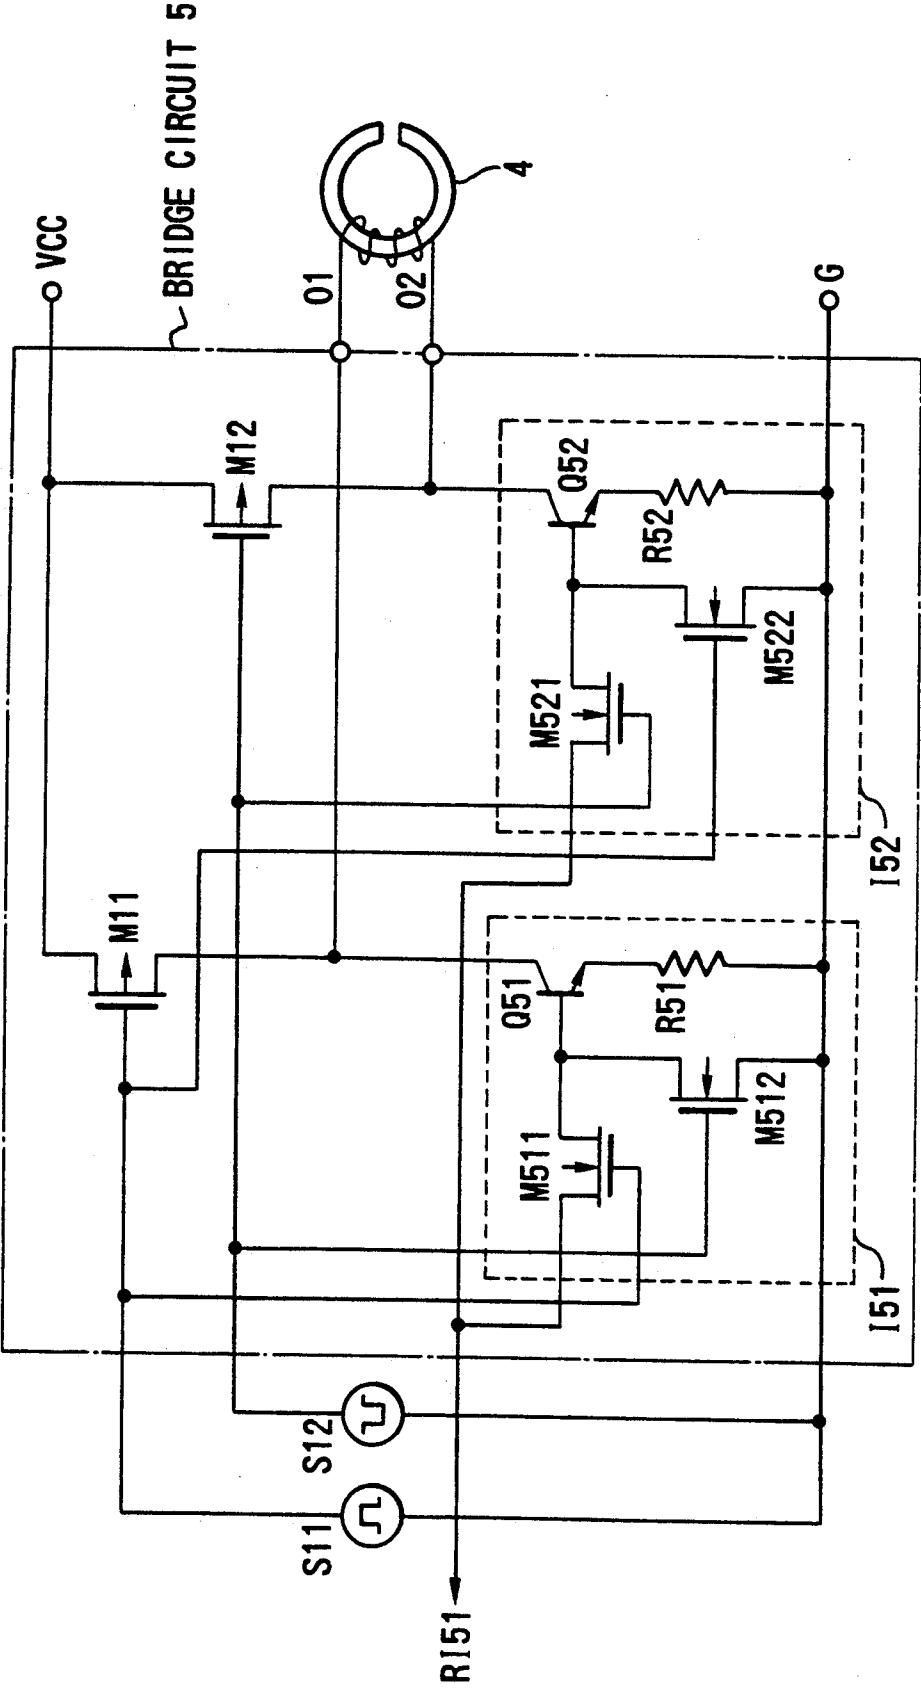 BRIDGE CIRCUIT 5
VCC
O1
O2
4
G
M12
Q52
R52
M521
M522
I52
M11
Q51
R51
M511
M512
I51
S12
S11
RI51